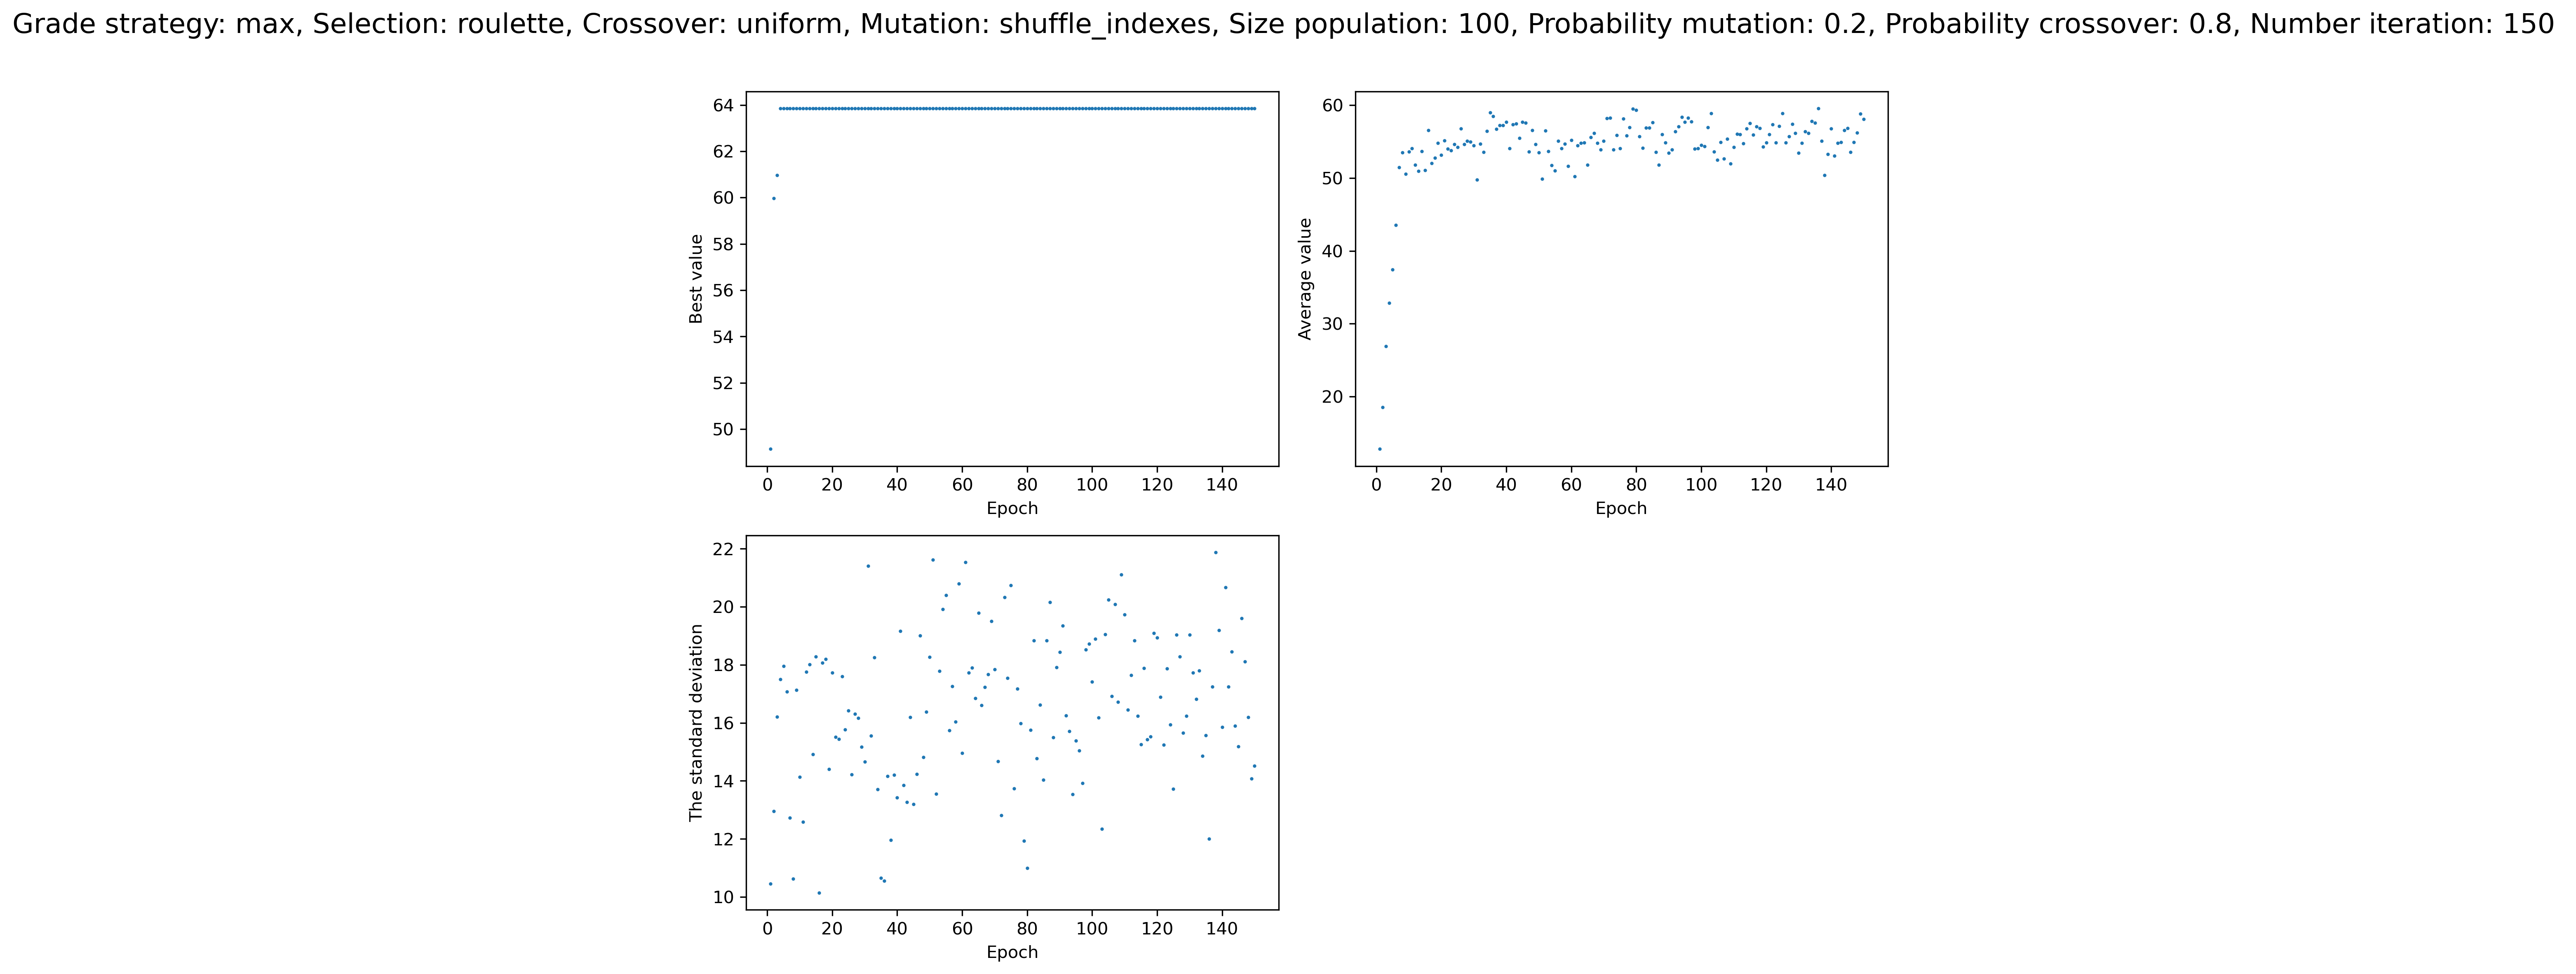 Grade strategy: max, Selection: roulette, Crossover: uniform, Mutation: shuffle_indexes, Size population: 100, Probability mutation: 0.2, Probability crossover: 0.8, Number iteration: 150
64
62
60
58
56
54
52
50
Best value
0 20 40 60 80 100 120 140
Epoch
60
50
40
30
20
Average value
0 20 40 60 80 100 120 140
Epoch
22
20
18
16
14
12
10
The standard deviation
0 20 40 60 80 100 120 140
Epoch